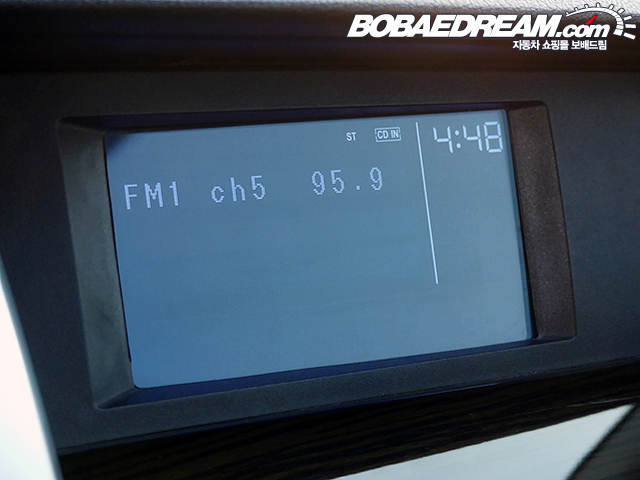 BOBAEDREAM.com
자동차 쇼핑몰 보배드림
ST CD IN 4:48
FM1 ch5 95.9